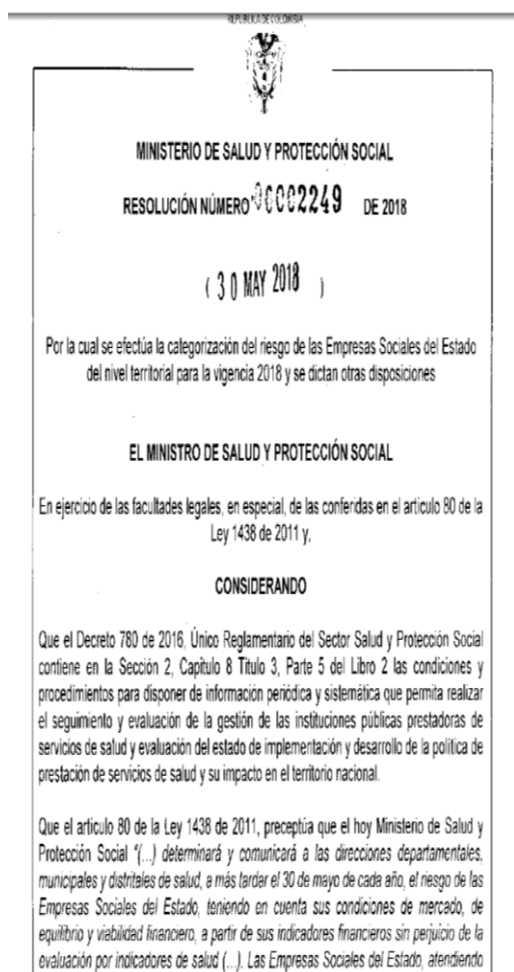 REPUBLICA DE COLOMBIA
MINISTERIO DE SALUD Y PROTECCIÓN SOCIAL
RESOLUCIÓN NÚMERO 00002249 DE 2018
( 30 MAY 2018 )
Por la cual se efectúa la categorización del riesgo de las Empresas Sociales del Estado
del nivel territorial para la vigencia 2018 y se dictan otras disposiciones
EL MINISTRO DE SALUD Y PROTECCIÓN SOCIAL
En ejercicio de las facultades legales, en especial, de las conferidas en el artículo 80 de la
Ley 1438 de 2011 y,
CONSIDERANDO
Que el Decreto 780 de 2016, Único Reglamentario del Sector Salud y Protección Social
contiene en la Sección 2, Capítulo 8 Título 3, Parte 5 del Libro 2 las condiciones y
procedimientos para disponer de información periódica y sistemática que permita realizar
el seguimiento y evaluación de la gestión de las instituciones públicas prestadoras de
servicios de salud y evaluación del estado de implementación y desarrollo de la política de
prestación de servicios de salud y su impacto en el territorio nacional.
Que el artículo 80 de la Ley 1438 de 2011, preceptúa que el hoy Ministerio de Salud y
Protección Social "(...) determinará y comunicará a las direcciones departamentales,
municipales y distritales de salud, a más tardar el 30 de mayo de cada año, el riesgo de las
Empresas Sociales del Estado, teniendo en cuenta sus condiciones de mercado, de
equilibrio y viabilidad financiero, a partir de sus indicadores financieros sin perjuicio de la
evaluación por indicadores de salud (...). Las Empresas Sociales del Estado, atendiendo